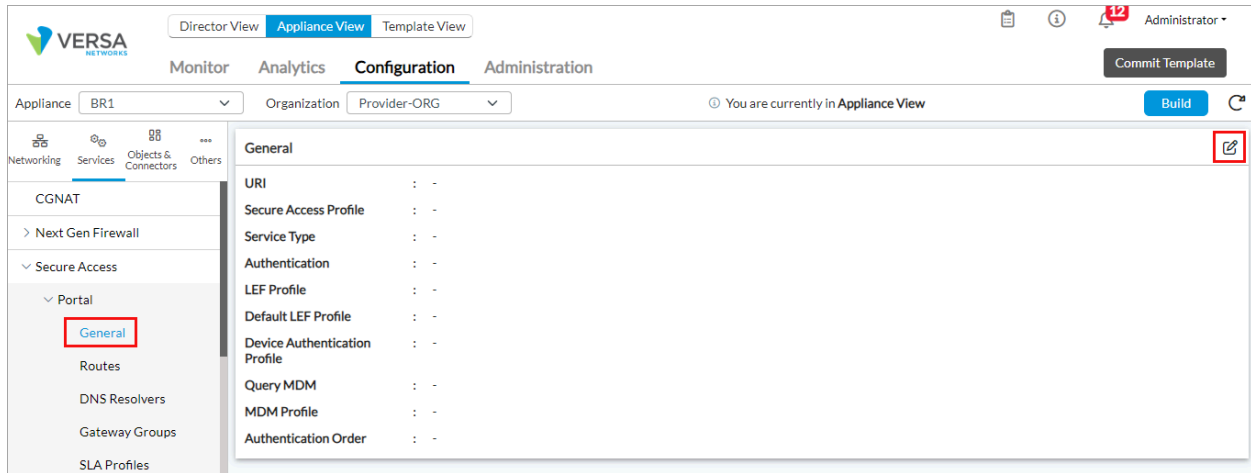 VERSA
NETWORKS
Director View Appliance View Template View
12
Administrator
Monitor Analytics Configuration Administration
Commit Template
Appliance BR1 Organization Provider-ORG You are currently in Appliance View Build
Networking Services Objects & Connectors Others
CGNAT
Next Gen Firewall
Secure Access
Portal
General
Routes
DNS Resolvers
Gateway Groups
SLA Profiles
General
URI : -
Secure Access Profile : -
Service Type : -
Authentication : -
LEF Profile : -
Default LEF Profile : -
Device Authentication : -
Profile
Query MDM : -
MDM Profile : -
Authentication Order : -